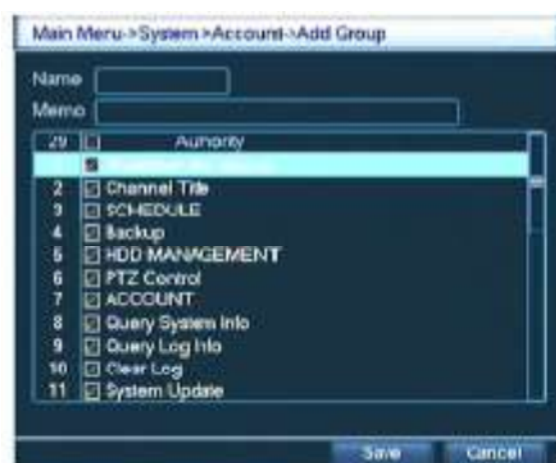 Main Menu->System->Account->Add Group
Name
Memo
29 Authority
2 Channel Title
3 SCHEDULE
4 Backup
5 HDD MANAGEMENT
6 PTZ Control
7 ACCOUNT
8 Query System Info
9 Query Log Info
10 Clear Log
11 System Update
Save Cancel